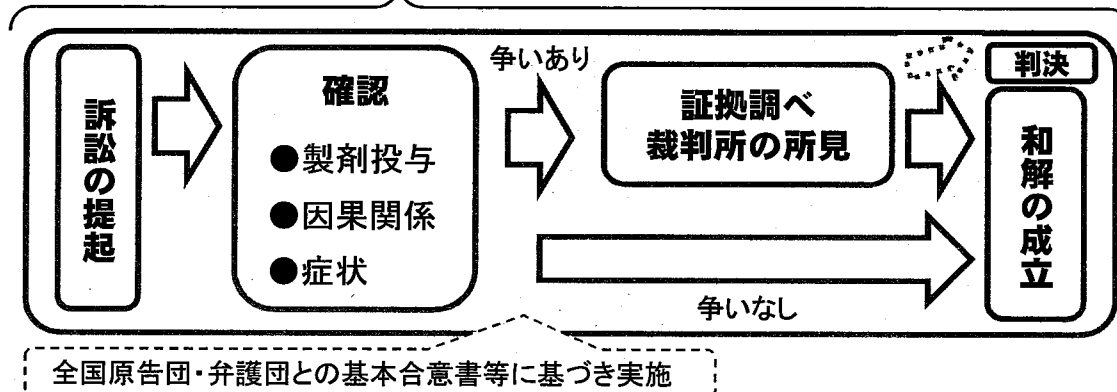 訴訟の提起
確認
●製剤投与
●因果関係
●症状
争いあり
証拠調べ
裁判所の所見
争いなし
判決
和解の成立
全国原告団・弁護団との基本合意書等に基づき実施